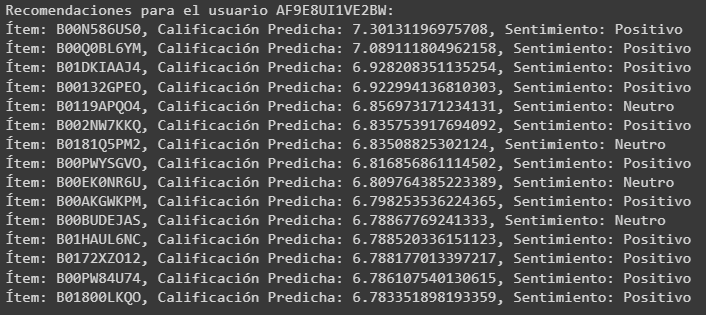 Recomendaciones para el usuario AF9E8UI1VE2BW:
Ítem: B00N586US0, Calificación Predicha: 7.30131196975708, Sentimiento: Positivo
Ítem: B00Q0BL6YM, Calificación Predicha: 7.089111804962158, Sentimiento: Positivo
Ítem: B01DKIAAJ4, Calificación Predicha: 6.928208351135254, Sentimiento: Positivo
Ítem: B00132GPEO, Calificación Predicha: 6.922994136810303, Sentimiento: Positivo
Ítem: B0119APQO4, Calificación Predicha: 6.856973171234131, Sentimiento: Neutro
Ítem: B002NW7KKQ, Calificación Predicha: 6.835753917694092, Sentimiento: Positivo
Ítem: B0181Q5PM2, Calificación Predicha: 6.83508825302124, Sentimiento: Neutro
Ítem: B00PWYSGVO, Calificación Predicha: 6.816856861114502, Sentimiento: Positivo
Ítem: B00EK0NR6U, Calificación Predicha: 6.809764385223389, Sentimiento: Neutro
Ítem: B00AKGWKPM, Calificación Predicha: 6.798253536224365, Sentimiento: Positivo
Ítem: B00BUDEJAS, Calificación Predicha: 6.78867769241333, Sentimiento: Neutro
Ítem: B01HAUL6NC, Calificación Predicha: 6.788520336151123, Sentimiento: Positivo
Ítem: B0172XZO12, Calificación Predicha: 6.788177013397217, Sentimiento: Positivo
Ítem: B00PW84U74, Calificación Predicha: 6.786107540130615, Sentimiento: Positivo
Ítem: B01800LKQO, Calificación Predicha: 6.783351898193359, Sentimiento: Positivo